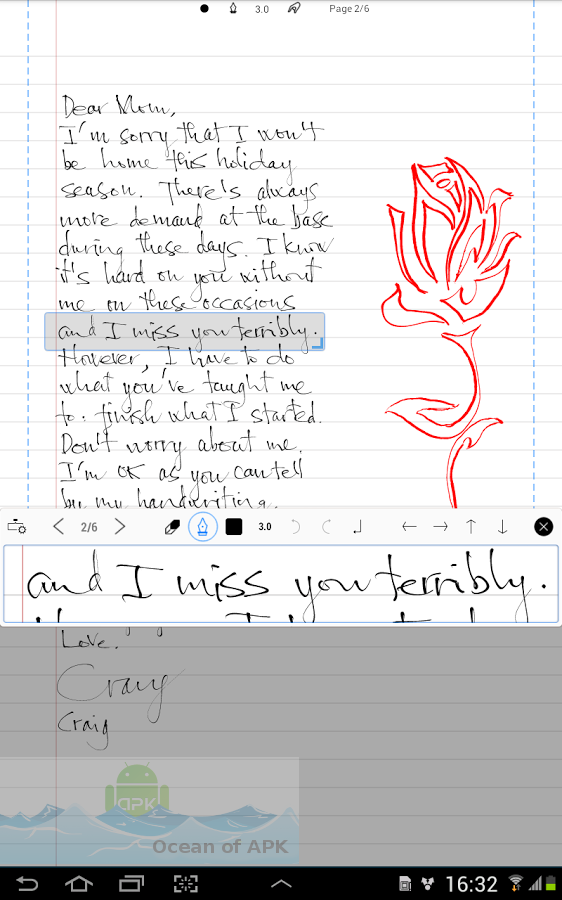 3.0 Page 2/6
Dear Mom,
I'm sorry that I won't
be home this holiday
season. There's always
more demand at the base
during these days. I know
it's hard on you without
me on these occasions
and I miss you terribly.
However, I have to do
what you've taught me
to. finish what I started.
Don't worry about me.
I'm OK as you can tell
by my handwriting.
2/6 3.0
and I miss you terribly.
Love.
Craig
Craig
APK
Ocean of APK
16:32